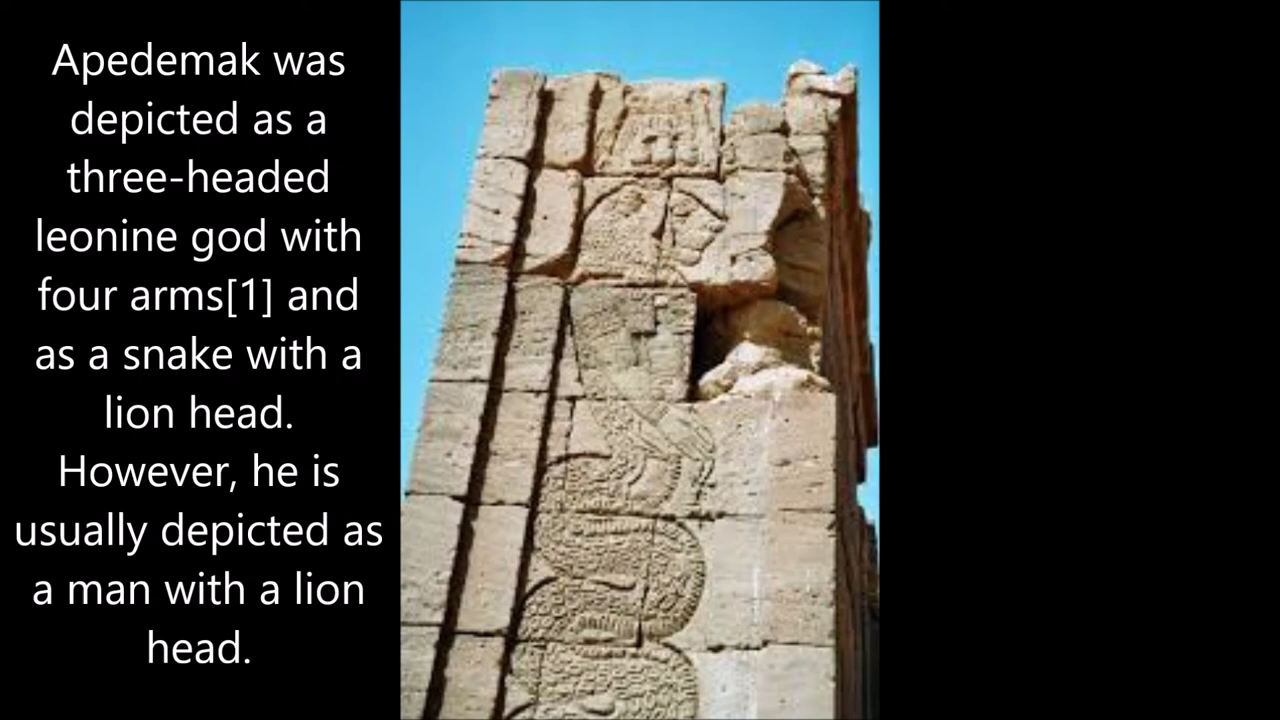 Apedemak was
depicted as a
three-headed
leonine god with
four arms[1] and
as a snake with a
lion head.
However, he is
usually depicted as
a man with a lion
head.